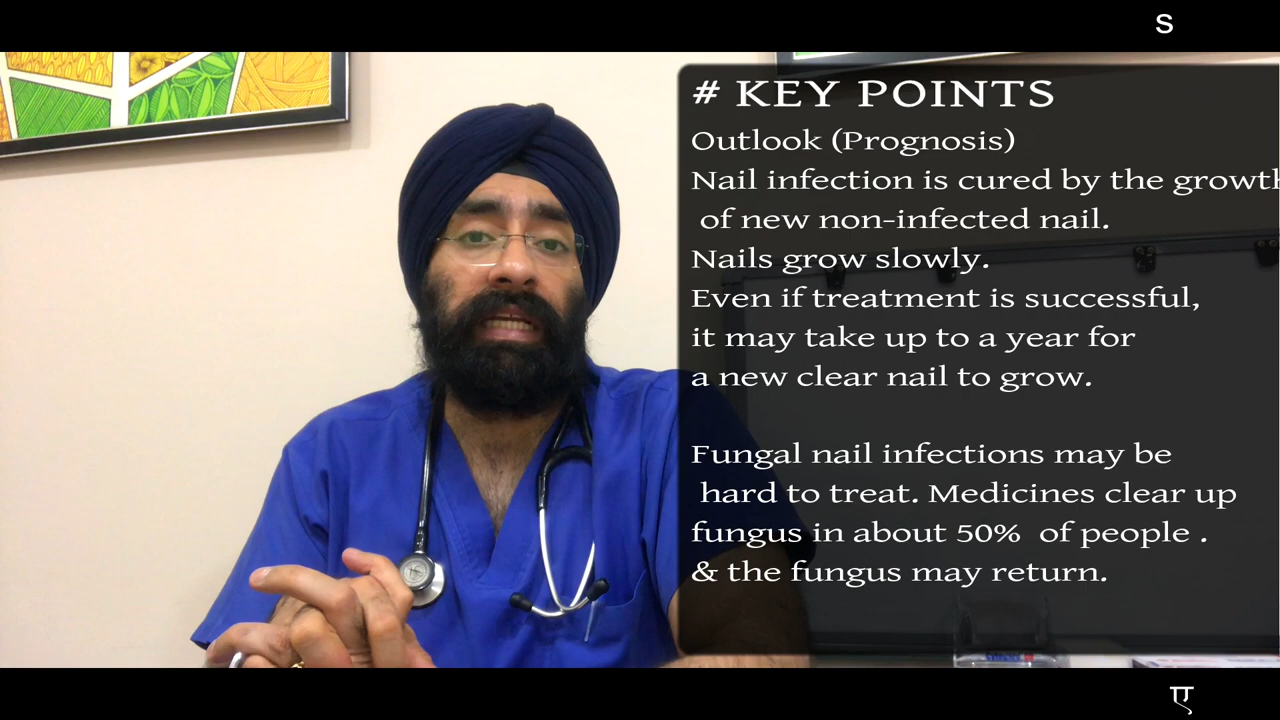 S
# KEY POINTS
Outlook (Prognosis)
Nail infection is cured by the growth
of new non-infected nail.
Nails grow slowly.
Even if treatment is successful,
it may take up to a year for
a new clear nail to grow.
Fungal nail infections may be
hard to treat. Medicines clear up
fungus in about 50% of people .
& the fungus may return.
ए